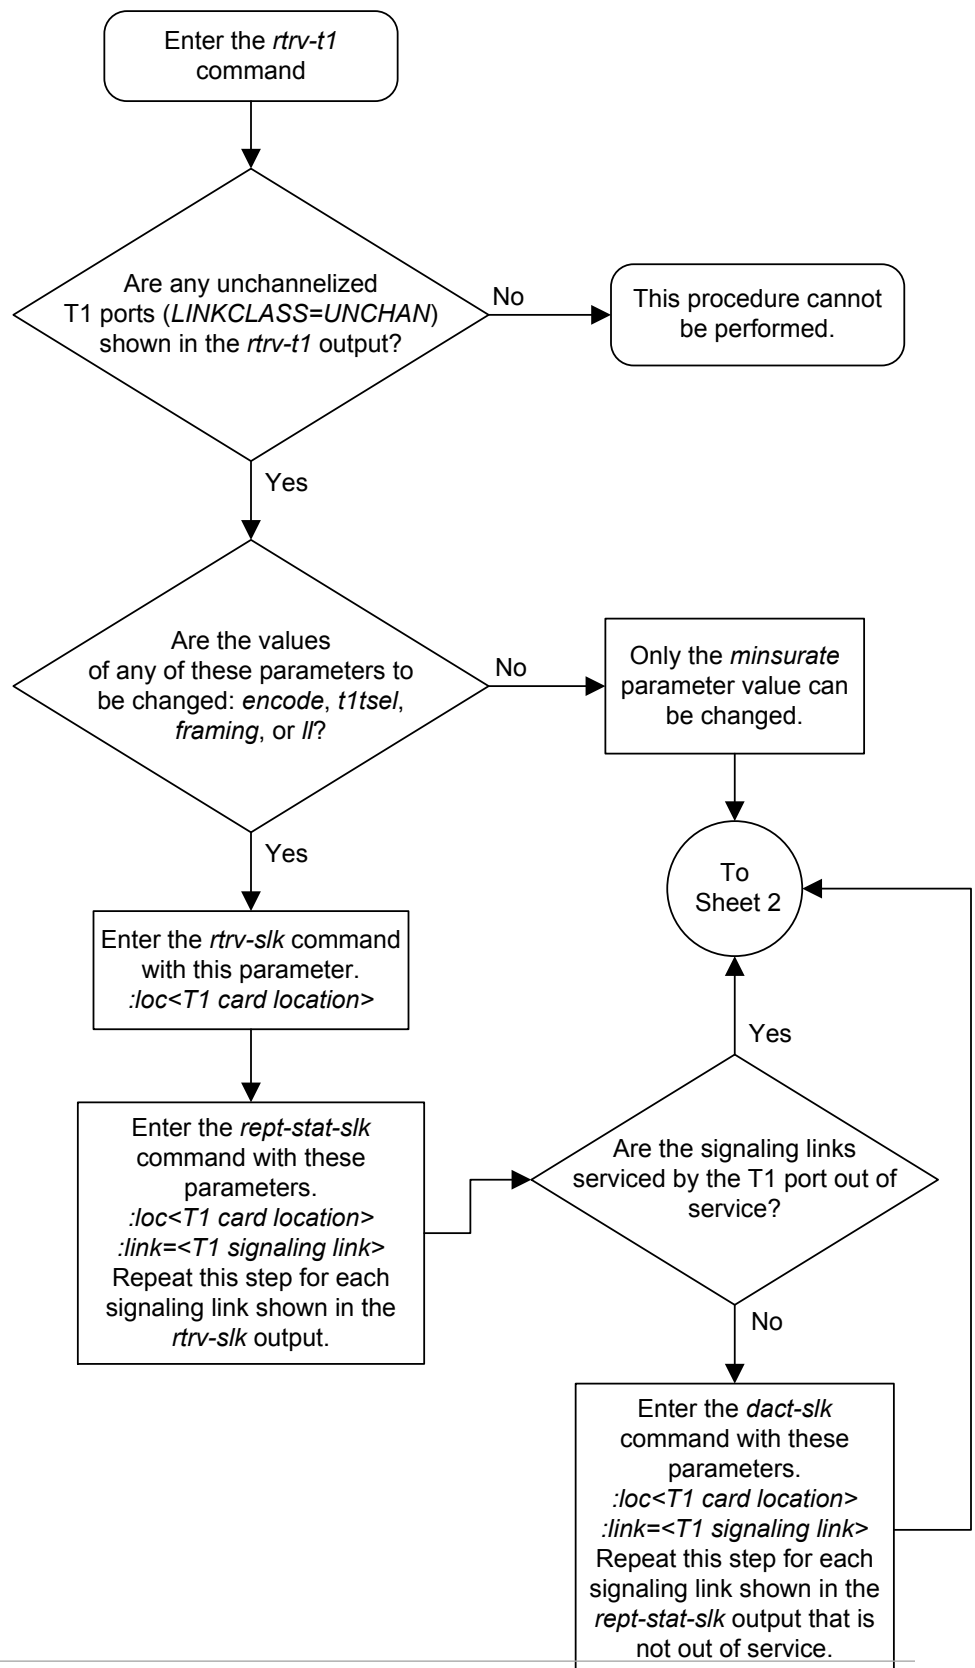 Enter the rtrv-t1
command
Are any unchannelized
T1 ports (LINKCLASS=UNCHAN)
shown in the rtrv-t1 output?
No
This procedure cannot
be performed.
Yes
Are the values
of any of these parameters to
be changed: encode, t1tsel,
framing, or ll?
No
Only the minsurate
parameter value can
be changed.
Yes
To
Sheet 2
Enter the rtrv-slk command
with this parameter.
:loc<T1 card location>
Yes
Enter the rept-stat-slk
command with these
parameters.
:loc<T1 card location>
:link=<T1 signaling link>
Repeat this step for each
signaling link shown in the
rtrv-slk output.
Are the signaling links
serviced by the T1 port out of
service?
No
Enter the dact-slk
command with these
parameters.
:loc<T1 card location>
:link=<T1 signaling link>
Repeat this step for each
signaling link shown in the
rept-stat-slk output that is
not out of service.